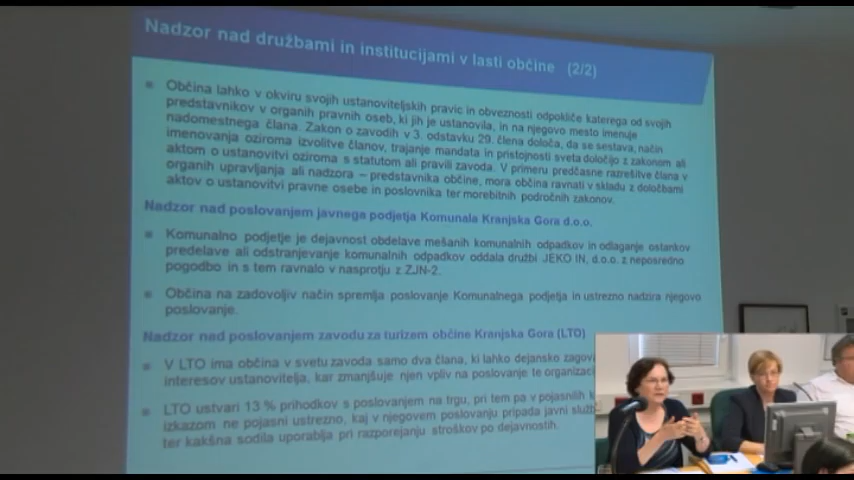 Nadzor nad družbami in institucijami v lasti občine (2/2)
Občina lahko v okviru svojih ustanoviteljskih pravic in obveznosti odpokliče katerega od svojih
predstavnikov v organih pravnih oseb, ki jih je ustanovila, in na njegovo mesto imenuje
nadomestnega člana. Zakon o zavodih v 3. odstavku 29. člena določa, da se sestava, način
imenovanja oziroma izvolitve članov, trajanje mandata in pristojnosti sveta določijo z zakonom ali
aktom o ustanovitvi oziroma s statutom ali pravili zavoda. V primeru predčasne razrešitve člana v
organih upravljanja ali nadzora – predstavnika občine, mora občina ravnati v skladu z določbami
aktov o ustanovitvi pravne osebe in poslovnika ter morebitnih področnih zakonov.
Nadzor nad poslovanjem javnega podjetja Komunala Kranjska Gora d.o.o.
Komunalno podjetje je dejavnost obdelave mešanih komunalnih odpadkov in odlaganje ostankov
predelave ali odstranjevanje komunalnih odpadkov oddala družbi JEKO IN, d.o.o. z neposredno
pogodbo in s tem ravnalo v nasprotju z ZJN-2.
Občina na zadovoljiv način spremlja poslovanje Komunalnega podjetja in ustrezno nadzira njegovo
poslovanje.
Nadzor nad poslovanjem zavodu za turizem občine Kranjska Gora (LTO)
V LTO ima občina v svetu zavoda samo dva člana, ki lahko dejansko zagova
interesov ustanovitelja, kar zmanjšuje njen vpliv na poslovanje te organizaci
LTO ustvari 13 % prihodkov s poslovanjem na trgu, pri tem pa v pojasnilih k
izkazom ne pojasni ustrezno, kaj v njegovem poslovanju pripada javni služb
ter kakšna sodila uporablja pri razporejanju stroškov po dejavnostih.